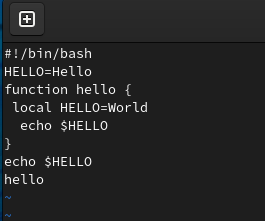 #!/bin/bash
HELLO=Hello
function hello {
 local HELLO=World
  echo $HELLO
}
echo $HELLO
hello
~
~